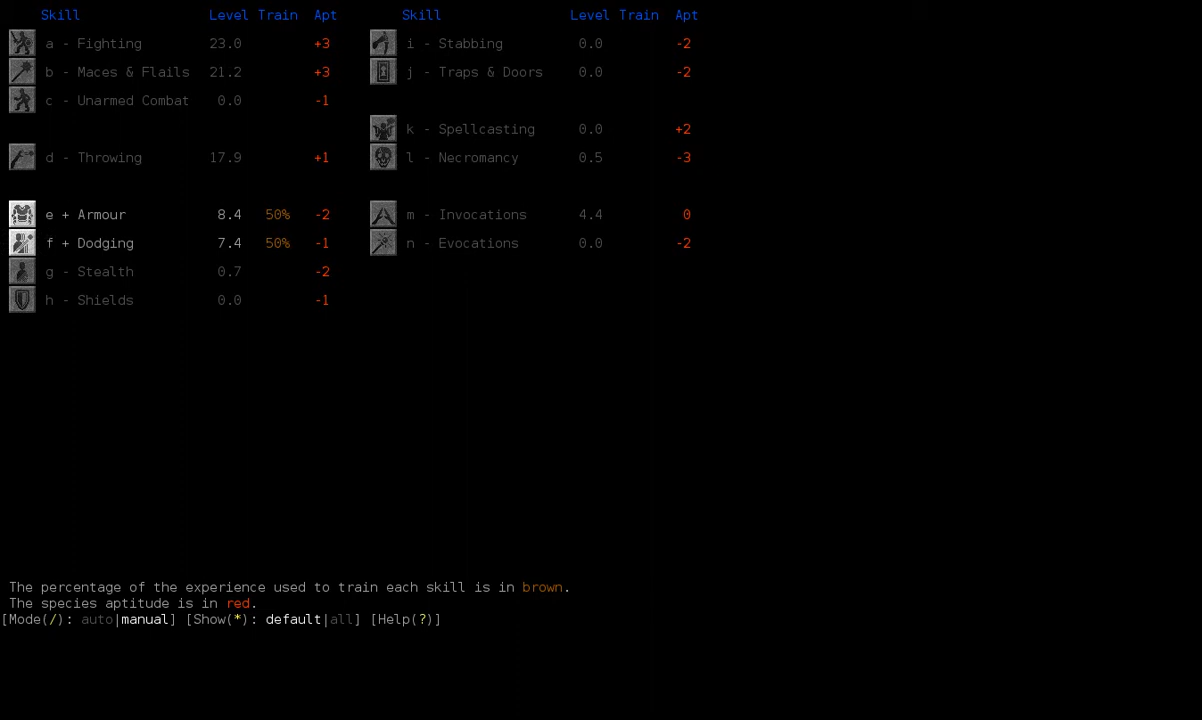 Skill Level Train Apt Skill Level Train Apt
a - Fighting 23.0 +3 i - Stabbing 0.0 -2
b - Maces & Flails 21.2 +3 j - Traps & Doors 0.0 -2
c - Unarmed Combat 0.0 -1
k - Spellcasting 0.0 +2
d - Throwing 17.9 +1 l - Necromancy 0.5 -3
e + Armour 8.4 50% -2 m - Invocations 4.4 0
f + Dodging 7.4 50% -1 n - Evocations 0.0 -2
g - Stealth 0.7 -2
h - Shields 0.0 -1
The percentage of the experience used to train each skill is in brown.
The species aptitude is in red.
[Mode(/): auto|manual] [Show(*): default|all] [Help(?)]